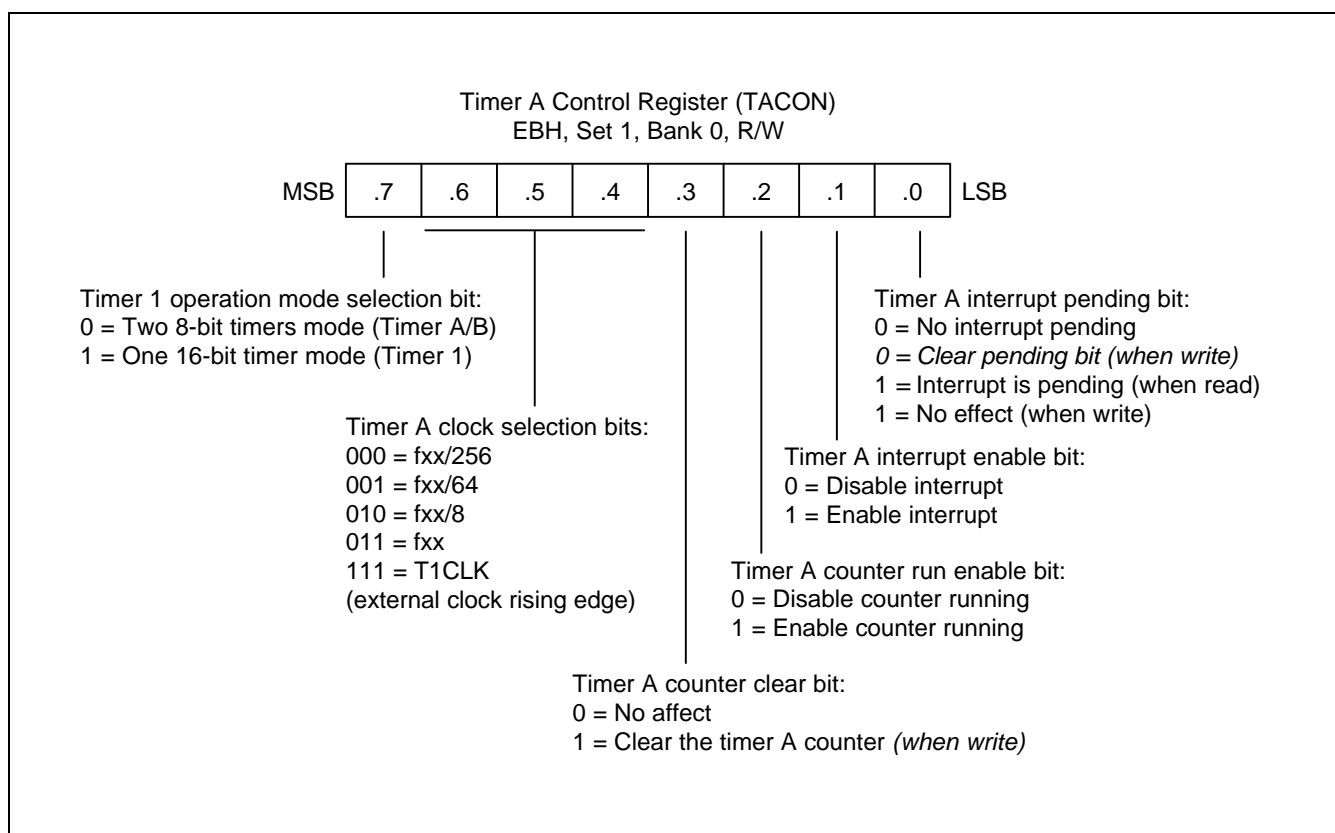 Timer A Control Register (TACON)
EBH, Set 1, Bank 0, R/W
MSB .7 .6 .5 .4 .3 .2 .1 .0 LSB
Timer 1 operation mode selection bit:
0 = Two 8-bit timers mode (Timer A/B)
1 = One 16-bit timer mode (Timer 1)
Timer A interrupt pending bit:
0 = No interrupt pending
0 = Clear pending bit (when write)
1 = Interrupt is pending (when read)
1 = No effect (when write)
Timer A clock selection bits:
000 = fxx/256
001 = fxx/64
010 = fxx/8
011 = fxx
111 = T1CLK
(external clock rising edge)
Timer A interrupt enable bit:
0 = Disable interrupt
1 = Enable interrupt
Timer A counter run enable bit:
0 = Disable counter running
1 = Enable counter running
Timer A counter clear bit:
0 = No affect
1 = Clear the timer A counter (when write)